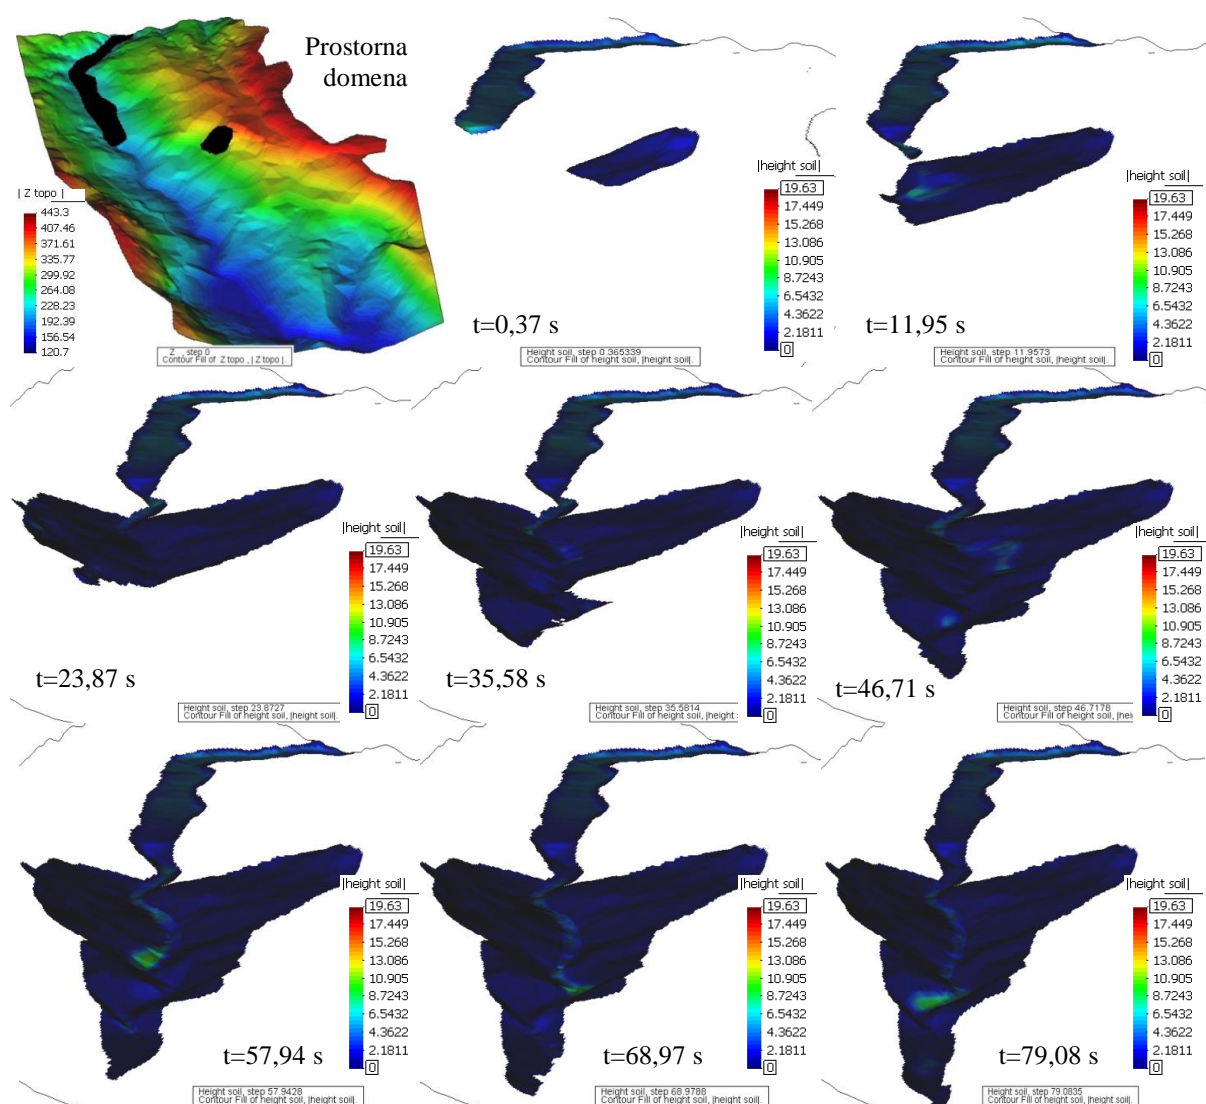 Prostorna
domena
| Z topo |
443.3
407.46
371.61
335.77
299.92
264.08
228.23
192.39
156.54
120.7
Z , step 0
Contour Fill of Z topo , | Z topo |.
|height soil|
19.63
17.449
15.268
13.086
10.905
8.7243
6.5432
4.3622
2.1811
0
t=0,37 s
Height soil, step 0.365339
Contour Fill of height soil, |height soil|.
|height soil|
19.63
17.449
15.268
13.086
10.905
8.7243
6.5432
4.3622
2.1811
0
t=11,95 s
Height soil, step 11.9573
Contour Fill of height soil, |height soil|.
|height soil|
19.63
17.449
15.268
13.086
10.905
8.7243
6.5432
4.3622
2.1811
0
t=23,87 s
Height soil, step 23.8727
Contour Fill of height soil, |height soil|.
|height soil|
19.63
17.449
15.268
13.086
10.905
8.7243
6.5432
4.3622
2.1811
0
t=35,58 s
Height soil, step 35.5814
Contour Fill of height soil, |height s
|height soil|
19.63
17.449
15.268
13.086
10.905
8.7243
6.5432
4.3622
2.1811
0
t=46,71 s
Height soil, step 46.7178
Contour Fill of height soil, |hei
|height soil|
19.63
17.449
15.268
13.086
10.905
8.7243
6.5432
4.3622
2.1811
0
t=57,94 s
Height soil, step 57.9428
Contour Fill of height soil, |height soil|.
|height soil|
19.63
17.449
15.268
13.086
10.905
8.7243
6.5432
4.3622
2.1811
0
t=68,97 s
Height soil, step 68.9788
Contour Fill of height soil, |height soil|.
|height soil|
19.63
17.449
15.268
13.086
10.905
8.7243
6.5432
4.3622
2.1811
0
t=79,08 s
Height soil, step 79.0835
Contour Fill of height soil, |height soil|.